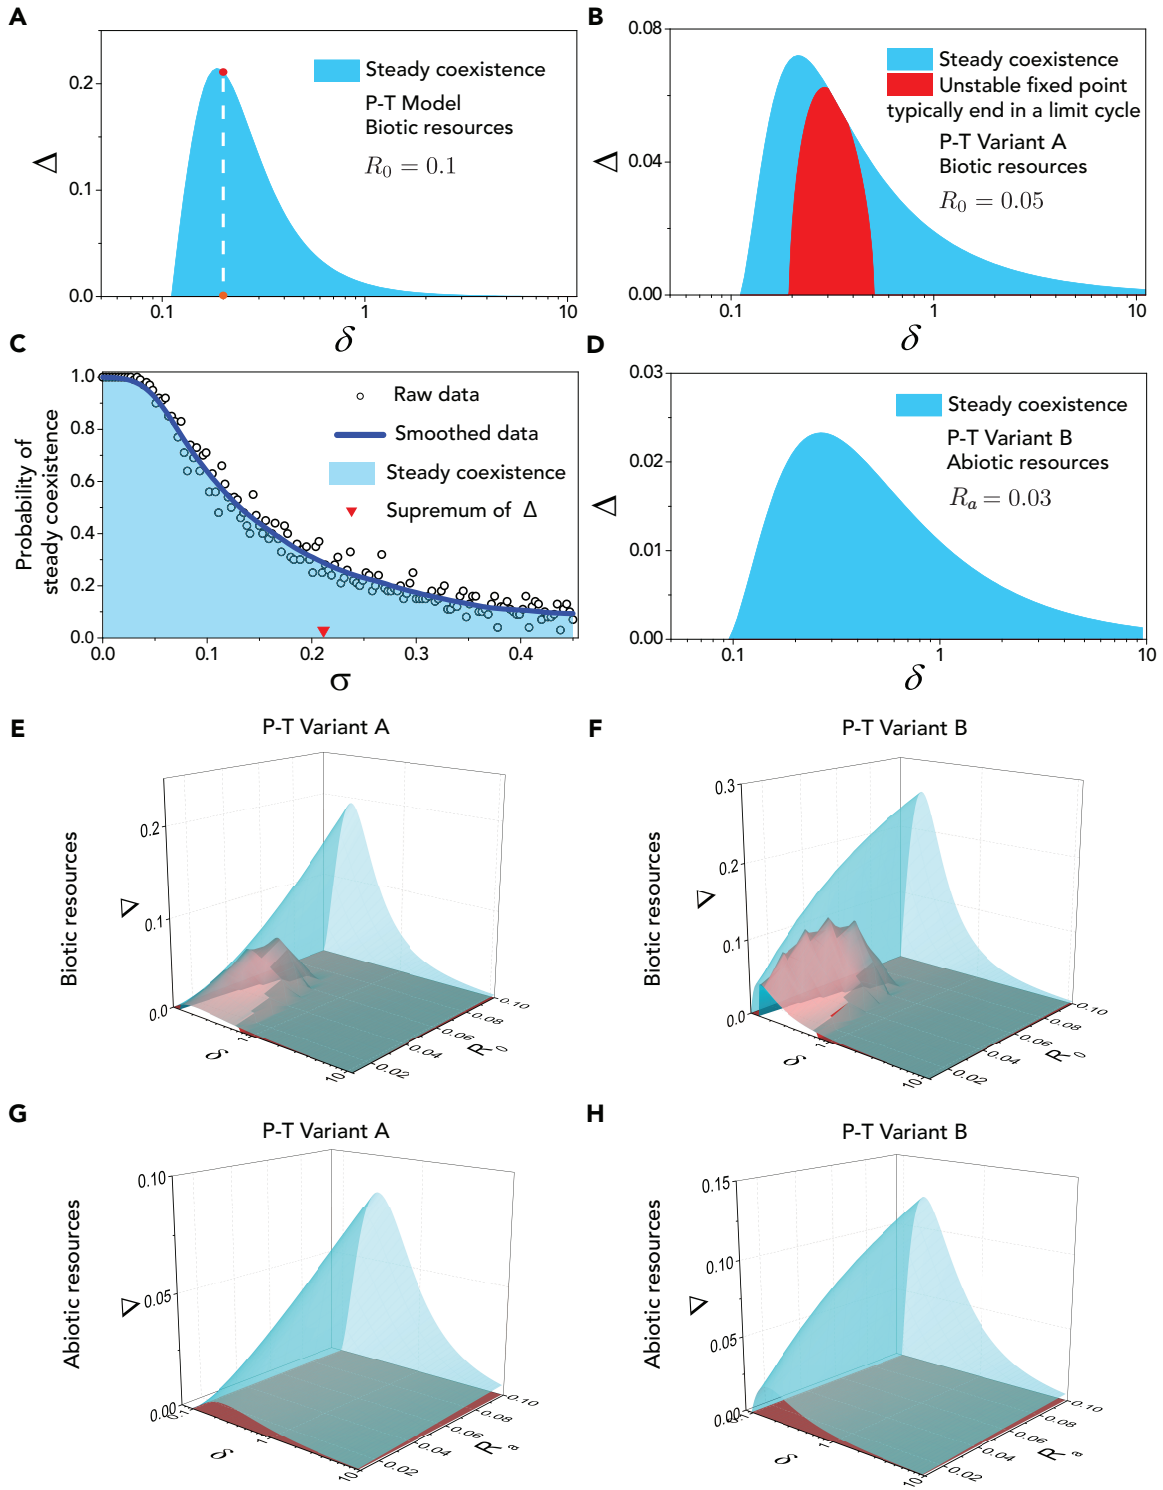 A
Δ
0.2
0.1
0.0
0.1
1
10
δ
Steady coexistence
P-T Model
Biotic resources
R₀ = 0.1
B
Δ
0.08
0.04
0.00
0.1
1
10
δ
Steady coexistence
Unstable fixed point
typically end in a limit cycle
P-T Variant A
Biotic resources
R₀ = 0.05
C
Probability of
steady coexistence
1.0
0.8
0.6
0.4
0.2
0.0
0.0
0.1
0.2
0.3
0.4
σ
Raw data
Smoothed data
Steady coexistence
Supremum of Δ
D
Δ
0.03
0.02
0.01
0.00
0.1
1
10
δ
Steady coexistence
P-T Variant B
Abiotic resources
Rₐ = 0.03
E
P-T Variant A
Biotic resources
Δ
0.2
0.1
0.0
δ
1
10
0.02
0.04
0.06
0.08
0.10
R₀
F
P-T Variant B
Biotic resources
Δ
0.3
0.2
0.1
0.0
δ
1
10
0.02
0.04
0.06
0.08
0.10
R₀
G
P-T Variant A
Abiotic resources
Δ
0.10
0.05
0.00
0.1
δ
1
10
0.02
0.04
0.06
0.08
0.10
Rₐ
H
P-T Variant B
Abiotic resources
Δ
0.15
0.10
0.05
0.00
0.1
δ
1
10
0.02
0.04
0.06
0.08
0.10
Rₐ